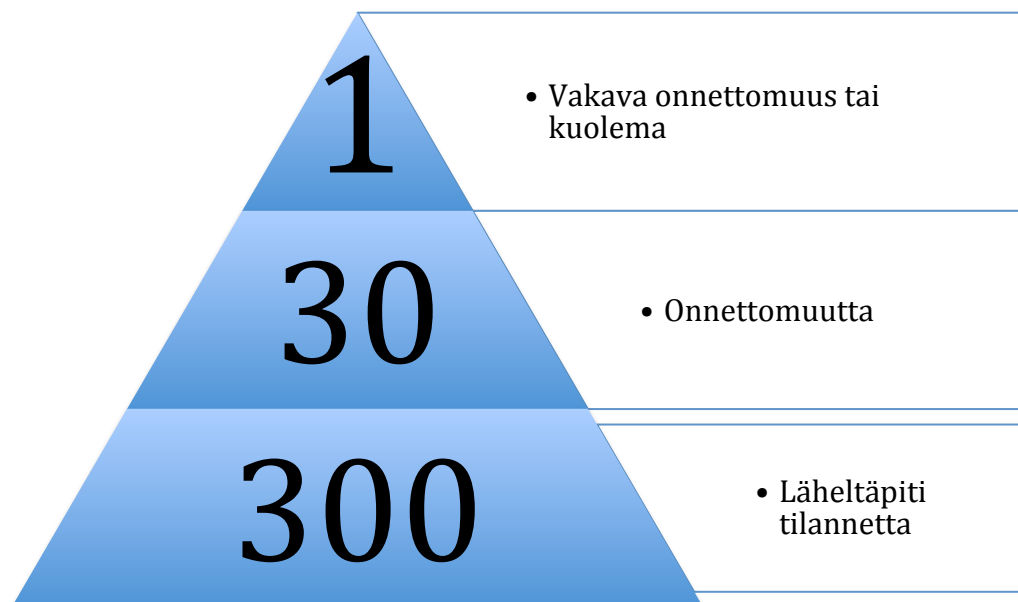 1
• Vakava onnettomuus tai
kuolema
30
• Onnettomuutta
300
• Läheltäpiti
tilannetta